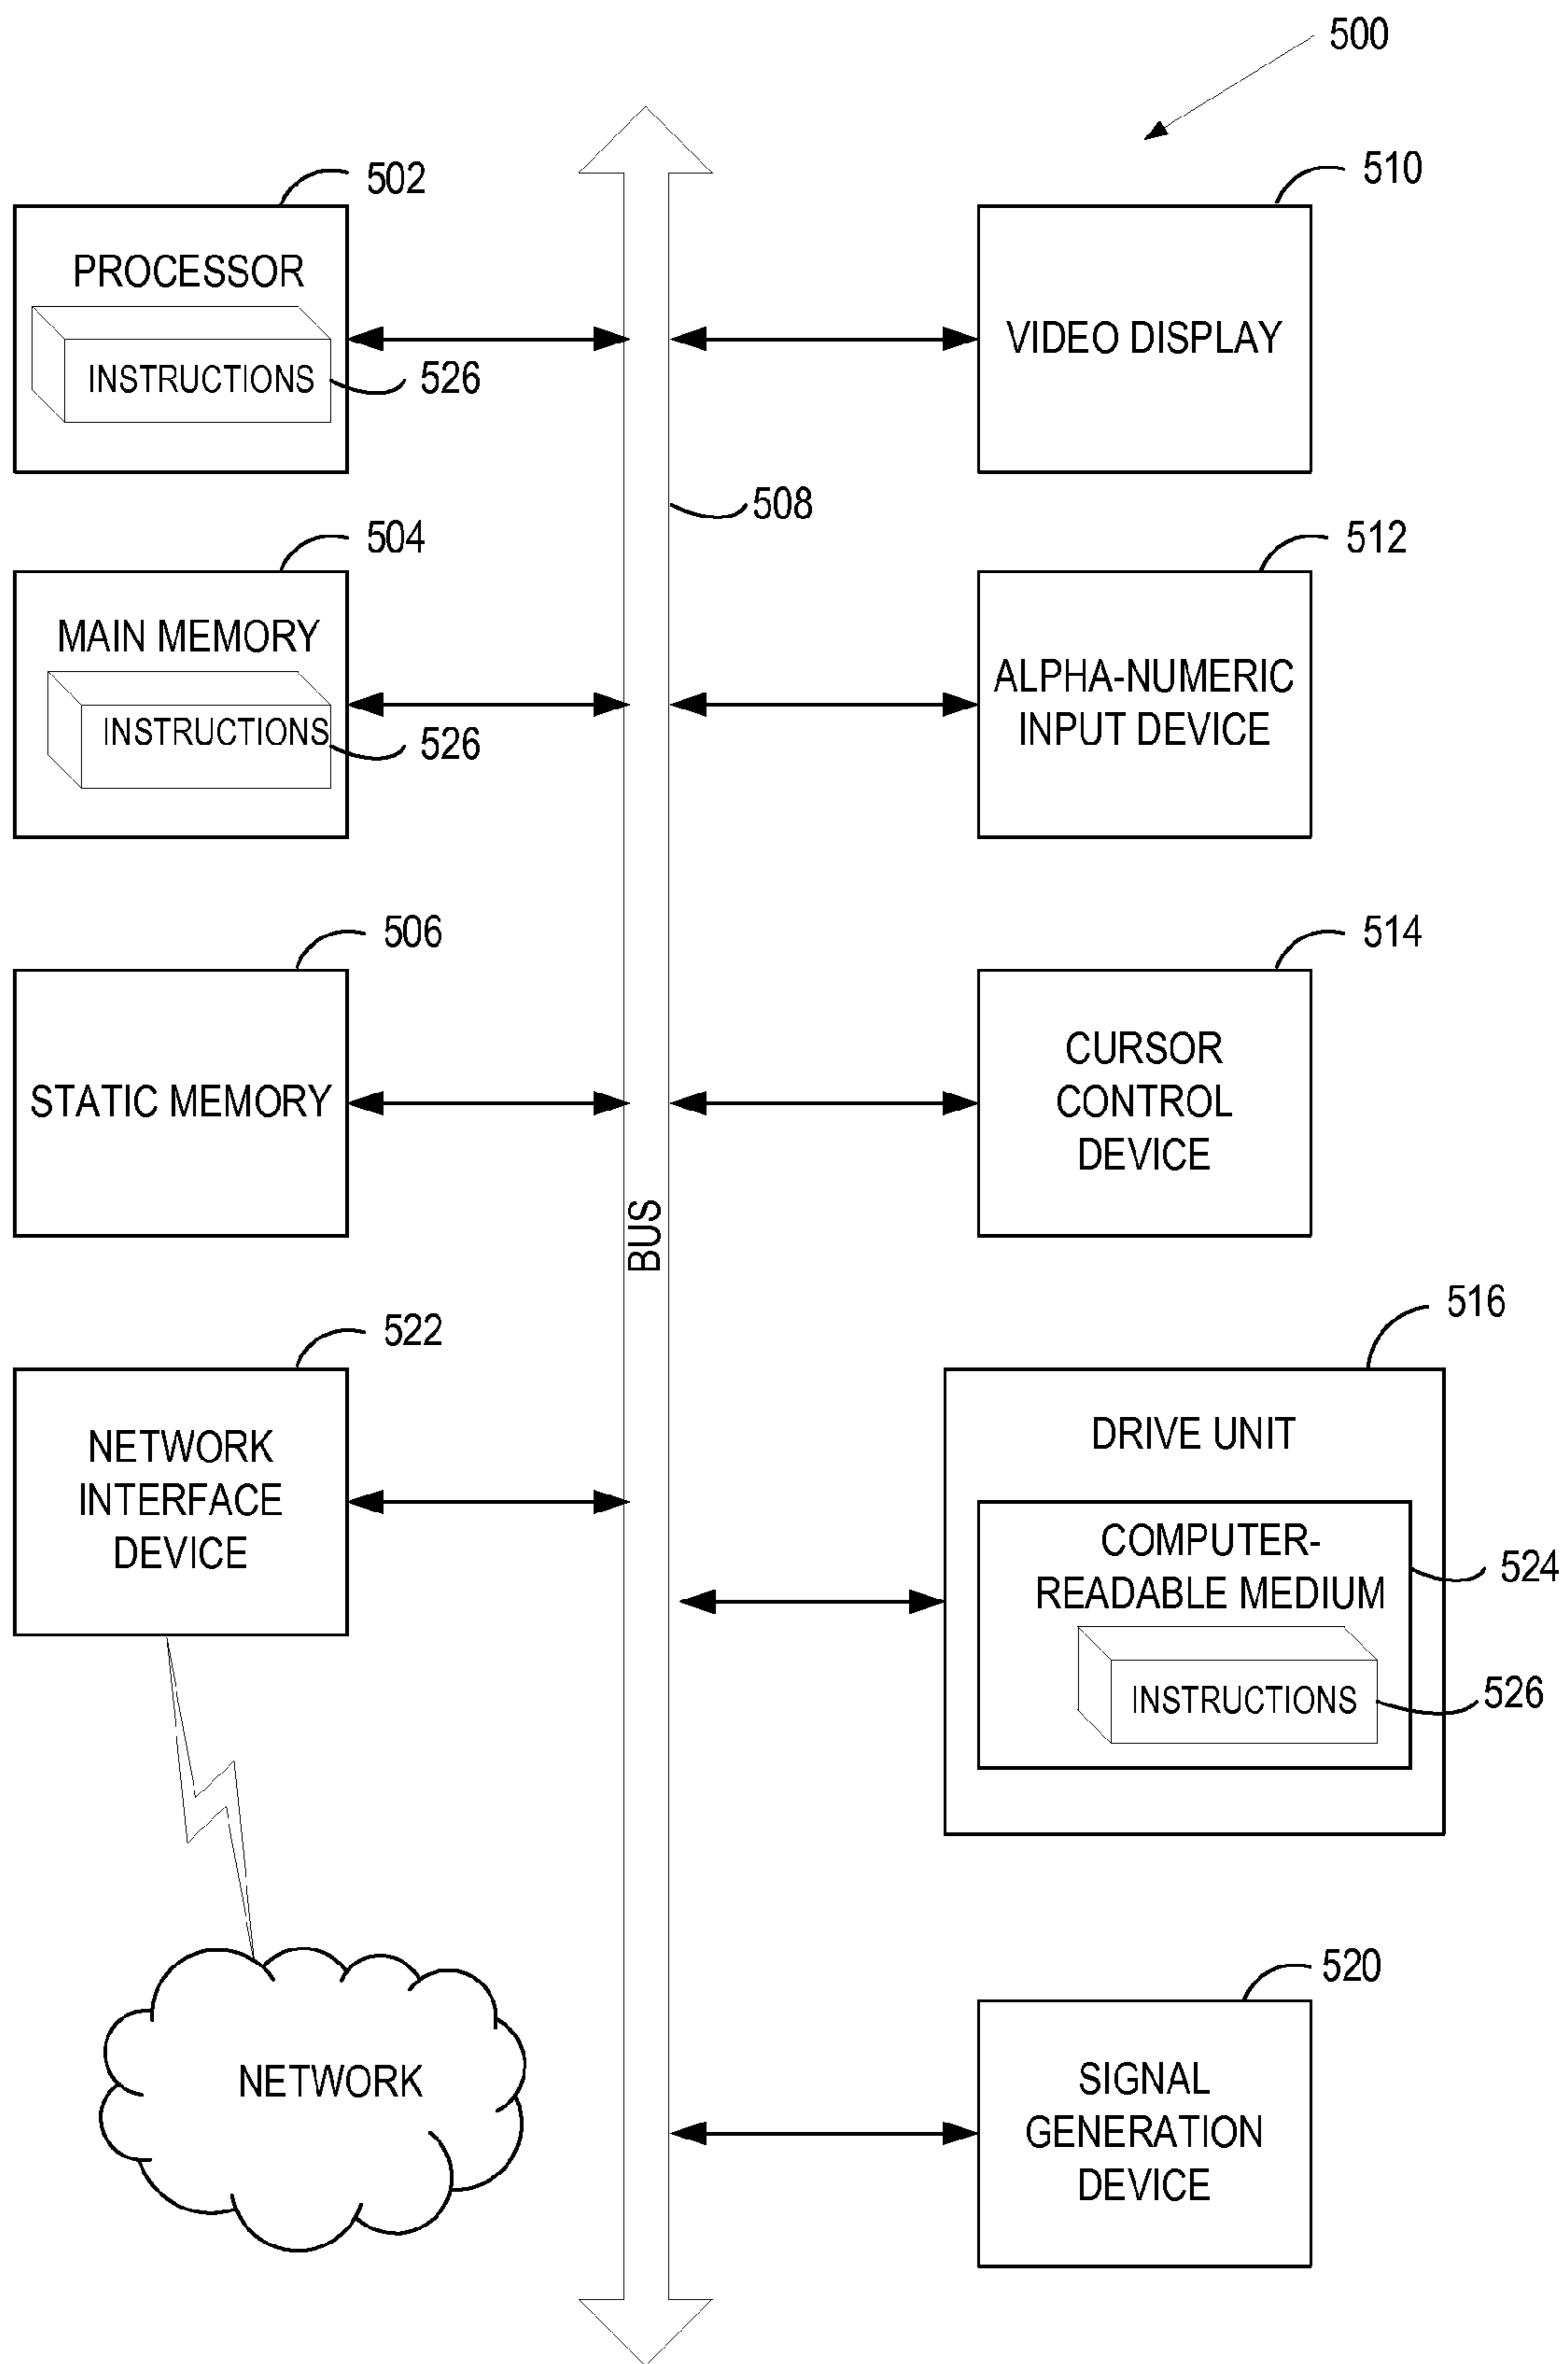 500
502
PROCESSOR
INSTRUCTIONS
526
510
VIDEO DISPLAY
508
504
MAIN MEMORY
INSTRUCTIONS
526
512
ALPHA-NUMERIC
INPUT DEVICE
506
STATIC MEMORY
514
CURSOR
CONTROL
DEVICE
BUS
522
NETWORK
INTERFACE
DEVICE
516
DRIVE UNIT
COMPUTER-
READABLE MEDIUM
524
INSTRUCTIONS
526
NETWORK
520
SIGNAL
GENERATION
DEVICE